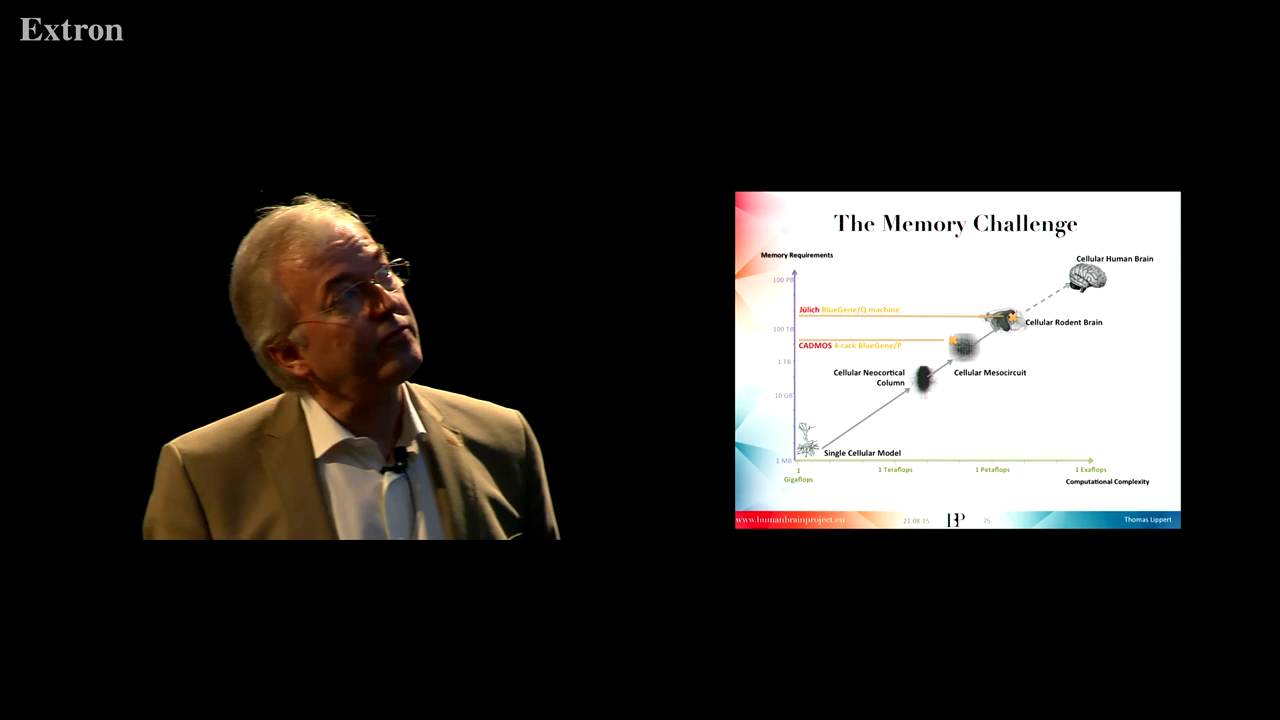 Extron
The Memory Challenge
Memory Requirements
Cellular Human Brain
100 PB
Jülich BlueGene/Q machine
Cellular Rodent Brain
100 TB
CADMOS 4-rack BlueGene/P
1 TB
Cellular Neocortical
Column
Cellular Mesocircuit
10 GB
Single Cellular Model
1 MB
1
Gigaflops
1 Teraflops
1 Petaflops
1 Exaflops
Computational Complexity
www.humanbrainproject.eu
21.08.15
75
Thomas Lippert